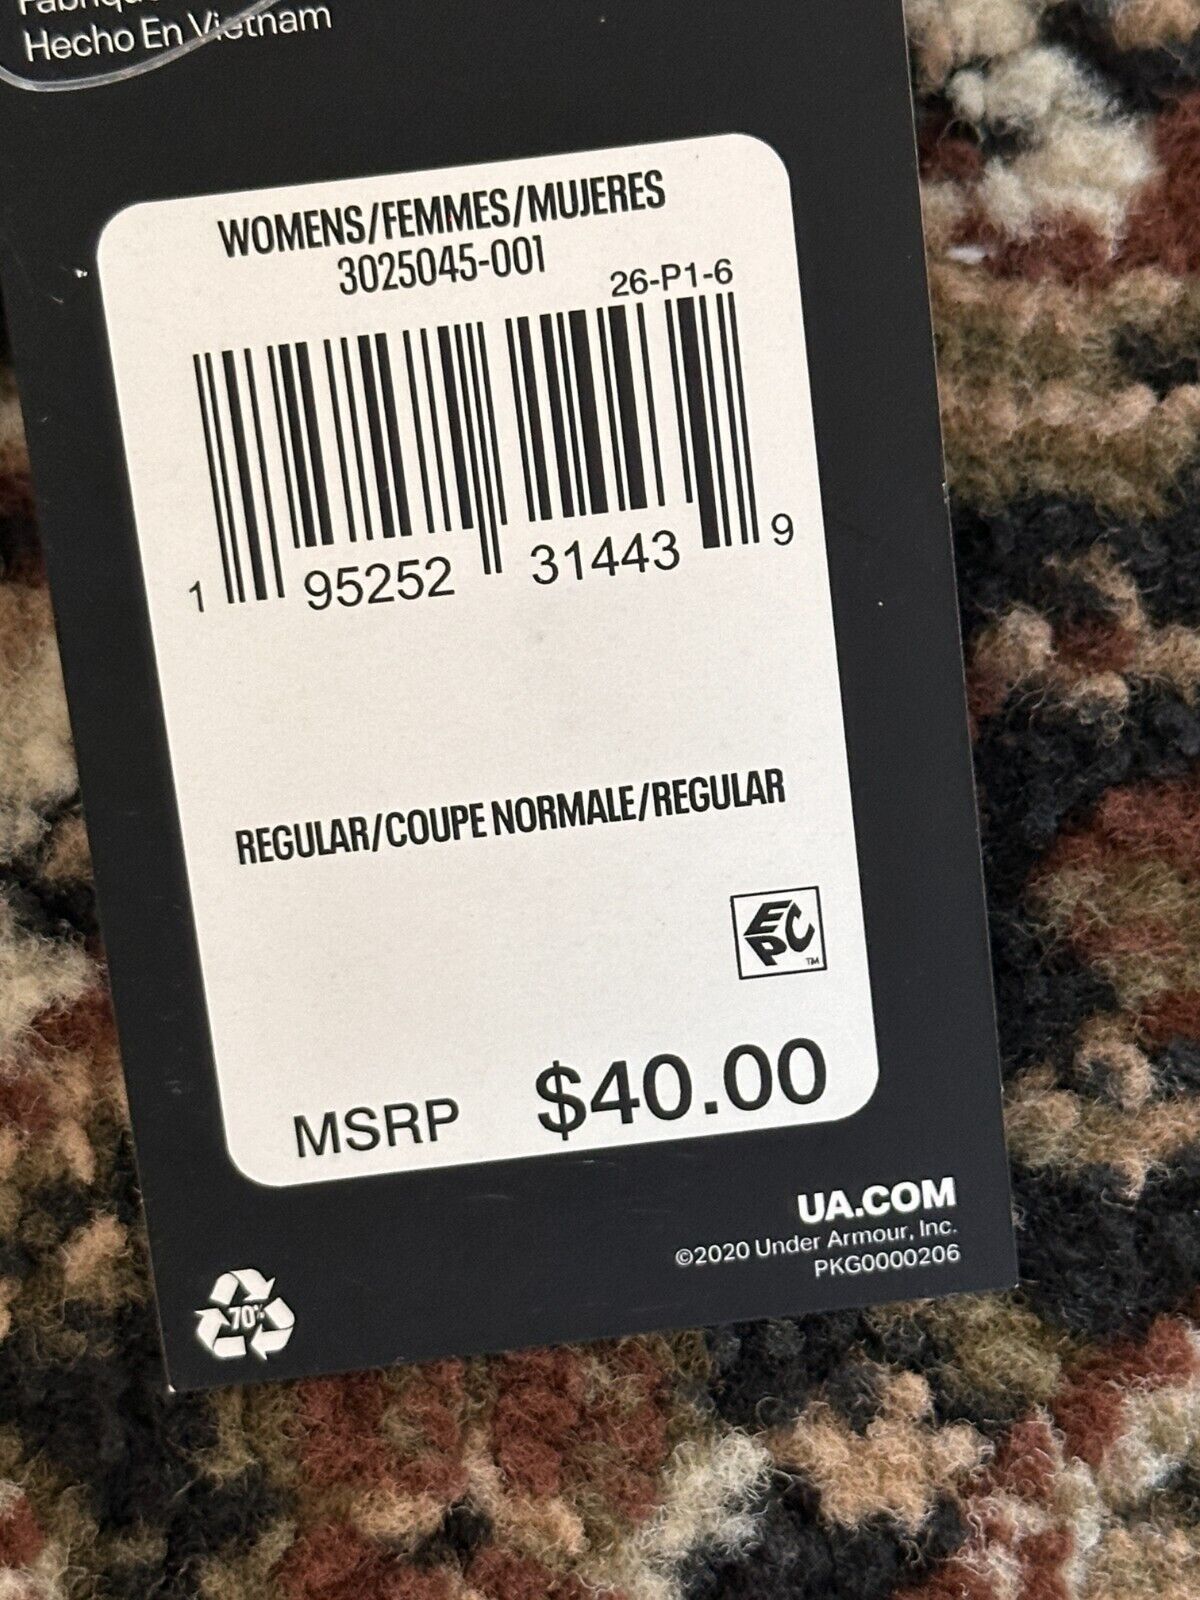 Hecho En Vietnam
WOMENS/FEMMES/MUJERES
3025045-001
26-P1-6
1 95252 31443 9
REGULAR/COUPE NORMALE/REGULAR
EPC
TM
MSRP $40.00
UA.COM
©2020 Under Armour, Inc.
PKG0000206
70%